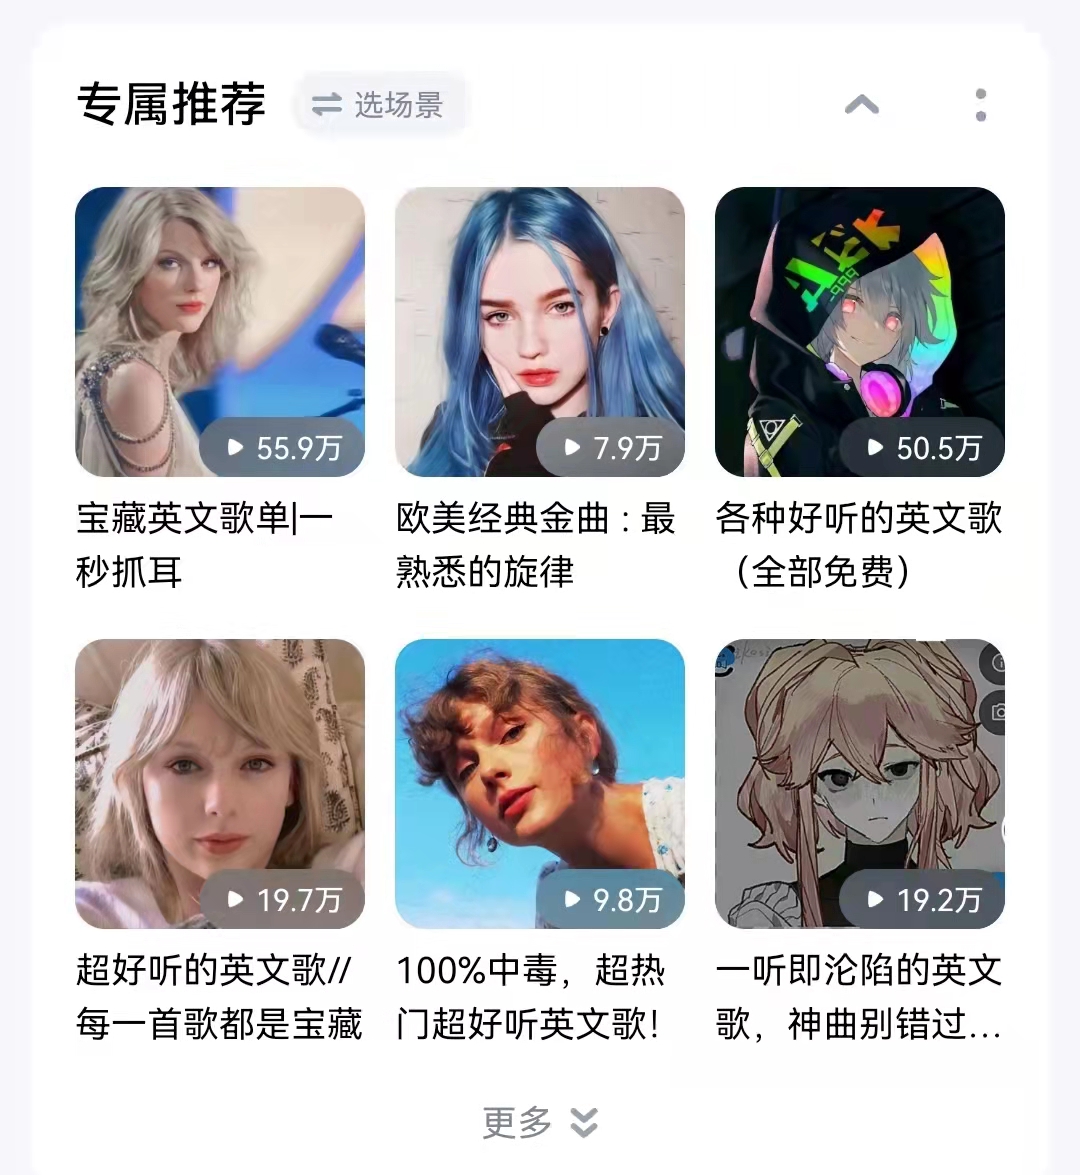 专属推荐
选场景
AEK
-999
55.9万
7.9万
50.5万
宝藏英文歌单|一
秒抓耳
欧美经典金曲：最
熟悉的旋律
各种好听的英文歌
（全部免费）
19.7万
9.8万
19.2万
超好听的英文歌//
每一首歌都是宝藏
100%中毒，超热
门超好听英文歌！
一听即沦陷的英文
歌，神曲别错过...
更多